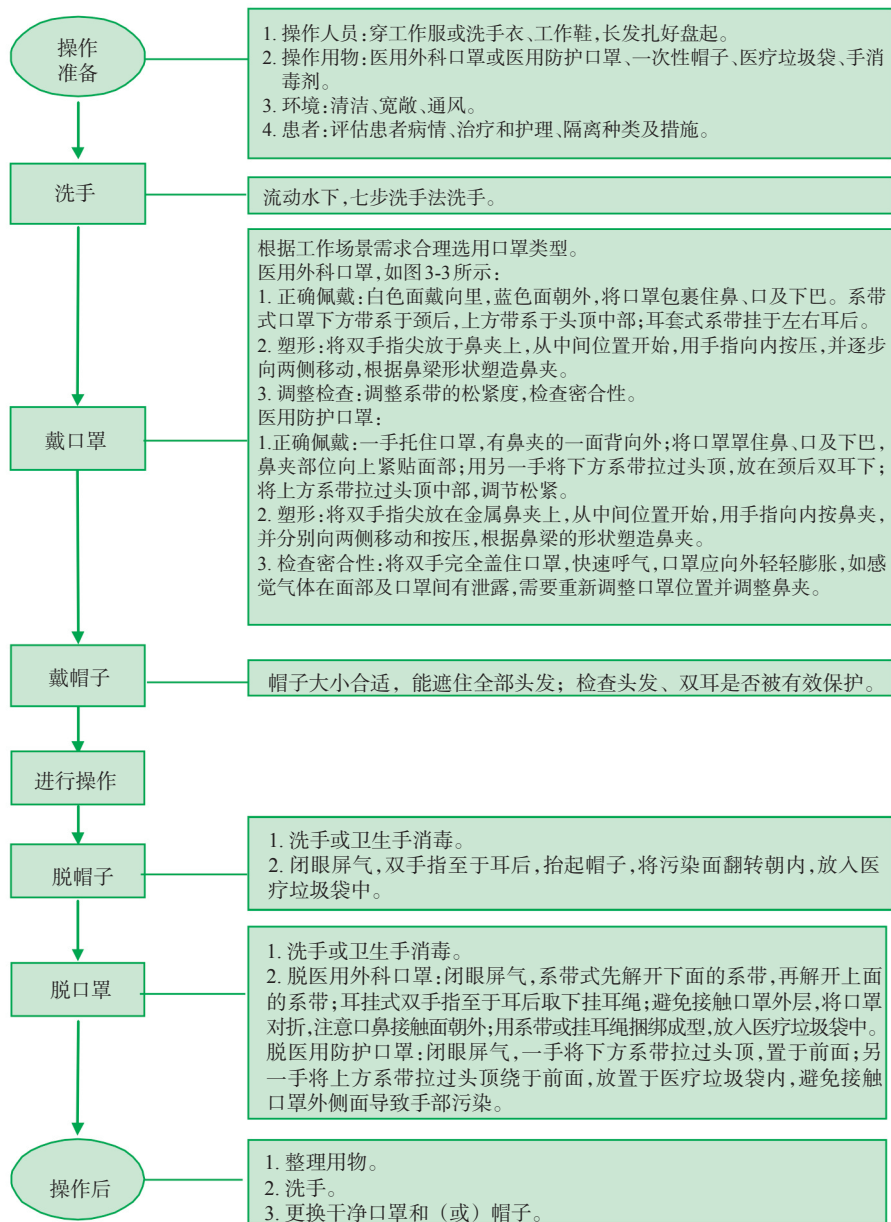 操作
准备
1. 操作人员:穿工作服或洗手衣、工作鞋,长发扎好盘起。
2. 操作用物:医用外科口罩或医用防护口罩、一次性帽子、医疗垃圾袋、手消
毒剂。
3. 环境:清洁、宽敞、通风。
4. 患者:评估患者病情、治疗和护理、隔离种类及措施。
洗手
流动水下,七步洗手法洗手。
戴口罩
根据工作场景需求合理选用口罩类型。
医用外科口罩,如图3-3所示:
1. 正确佩戴:白色面戴向里,蓝色面朝外,将口罩包裹住鼻、口及下巴。系带
式口罩下方带系于颈后,上方带系于头顶中部;耳套式系带挂于左右耳后。
2. 塑形:将双手指尖放于鼻夹上,从中间位置开始,用手指向内按压,并逐步
向两侧移动,根据鼻梁形状塑造鼻夹。
3. 调整检查:调整系带的松紧度,检查密合性。
医用防护口罩:
1.正确佩戴:一手托住口罩,有鼻夹的一面背向外;将口罩罩住鼻、口及下巴,
鼻夹部位向上紧贴面部;用另一手将下方系带拉过头顶,放在颈后双耳下;
将上方系带拉过头顶中部,调节松紧。
2. 塑形:将双手指尖放在金属鼻夹上,从中间位置开始,用手指向内按鼻夹,
并分别向两侧移动和按压,根据鼻梁的形状塑造鼻夹。
3. 检查密合性:将双手完全盖住口罩,快速呼气,口罩应向外轻轻膨胀,如感
觉气体在面部及口罩间有泄露,需要重新调整口罩位置并调整鼻夹。
戴帽子
帽子大小合适，能遮住全部头发；检查头发、双耳是否被有效保护。
进行操作
脱帽子
1. 洗手或卫生手消毒。
2. 闭眼屏气,双手指至于耳后,抬起帽子,将污染面翻转朝内,放入医
疗垃圾袋中。
脱口罩
1. 洗手或卫生手消毒。
2. 脱医用外科口罩:闭眼屏气,系带式先解开下面的系带,再解开上面
的系带;耳挂式双手指至于耳后取下挂耳绳;避免接触口罩外层,将口罩
对折,注意口鼻接触面朝外;用系带或挂耳绳捆绑成型,放入医疗垃圾袋中。
脱医用防护口罩:闭眼屏气,一手将下方系带拉过头顶,置于前面;另
一手将上方系带拉过头顶绕于前面,放置于医疗垃圾袋内,避免接触
口罩外侧面导致手部污染。
操作后
1. 整理用物。
2. 洗手。
3. 更换干净口罩和（或）帽子。